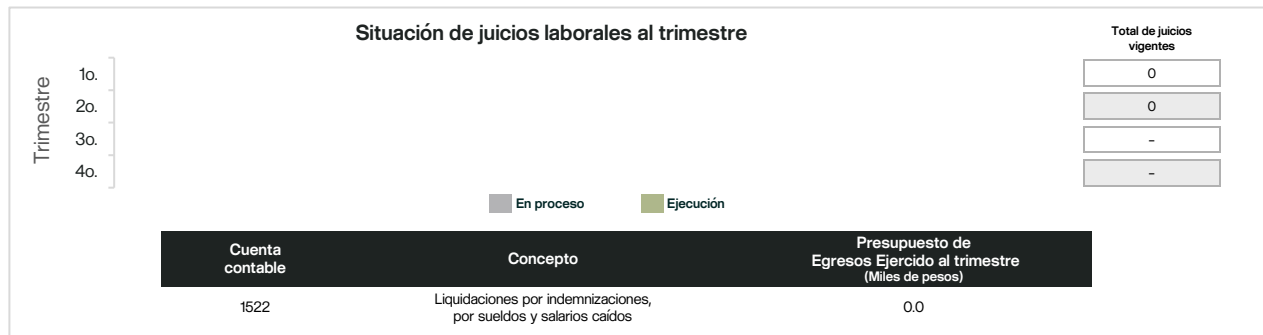 Situación de juicios laborales al trimestre
Total de juicios
vigentes
Trimestre
1o.
0
2o.
0
3o.
-
4o.
-
En proceso
Ejecución
Cuenta
contable
Concepto
Presupuesto de
Egresos Ejercido al trimestre
(Miles de pesos)
1522
Liquidaciones por indemnizaciones,
por sueldos y salarios caídos
0.0